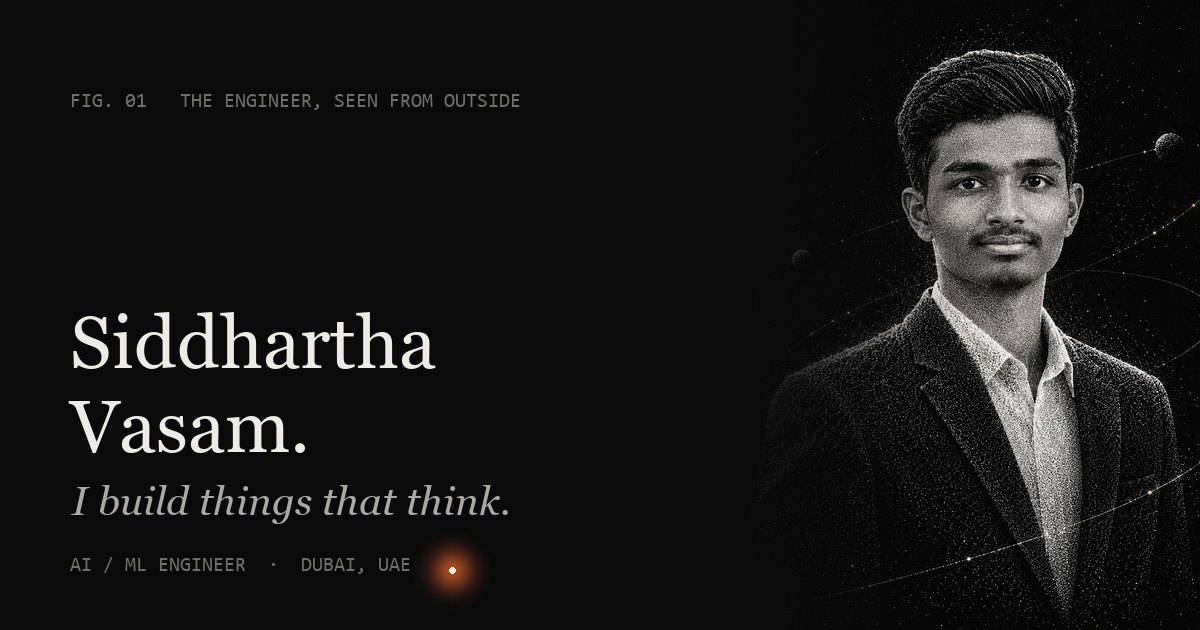 FIG. 01 THE ENGINEER, SEEN FROM OUTSIDE
Siddhartha
Vasam.
I build things that think.
AI / ML ENGINEER · DUBAI, UAE